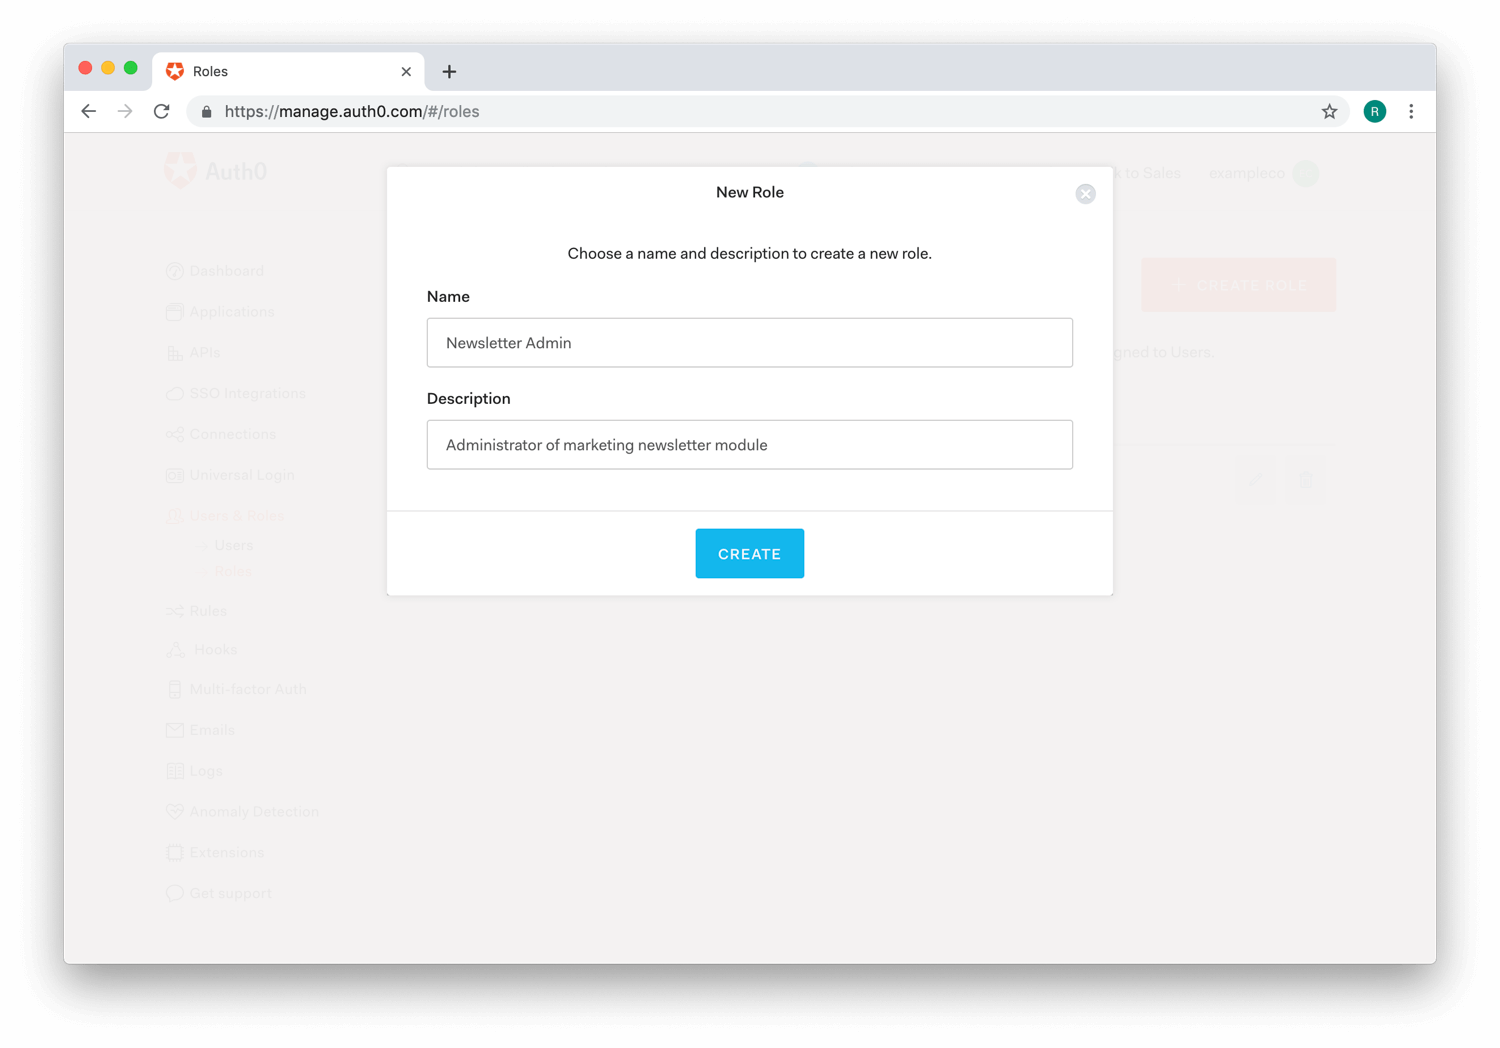 Roles
https://manage.auth0.com/#/roles
R
Auth0
k to Sales
exampleco
New Role
Choose a name and description to create a new role.
Name
Newsletter Admin
Description
Administrator of marketing newsletter module
CREATE
+ CREATE ROLE
gned to Users.
Dashboard
Applications
APIs
SSO Integrations
Connections
Universal Login
Users & Roles
Users
Roles
Rules
Hooks
Multi-factor Auth
Emails
Logs
Anomaly Detection
Extensions
Get support